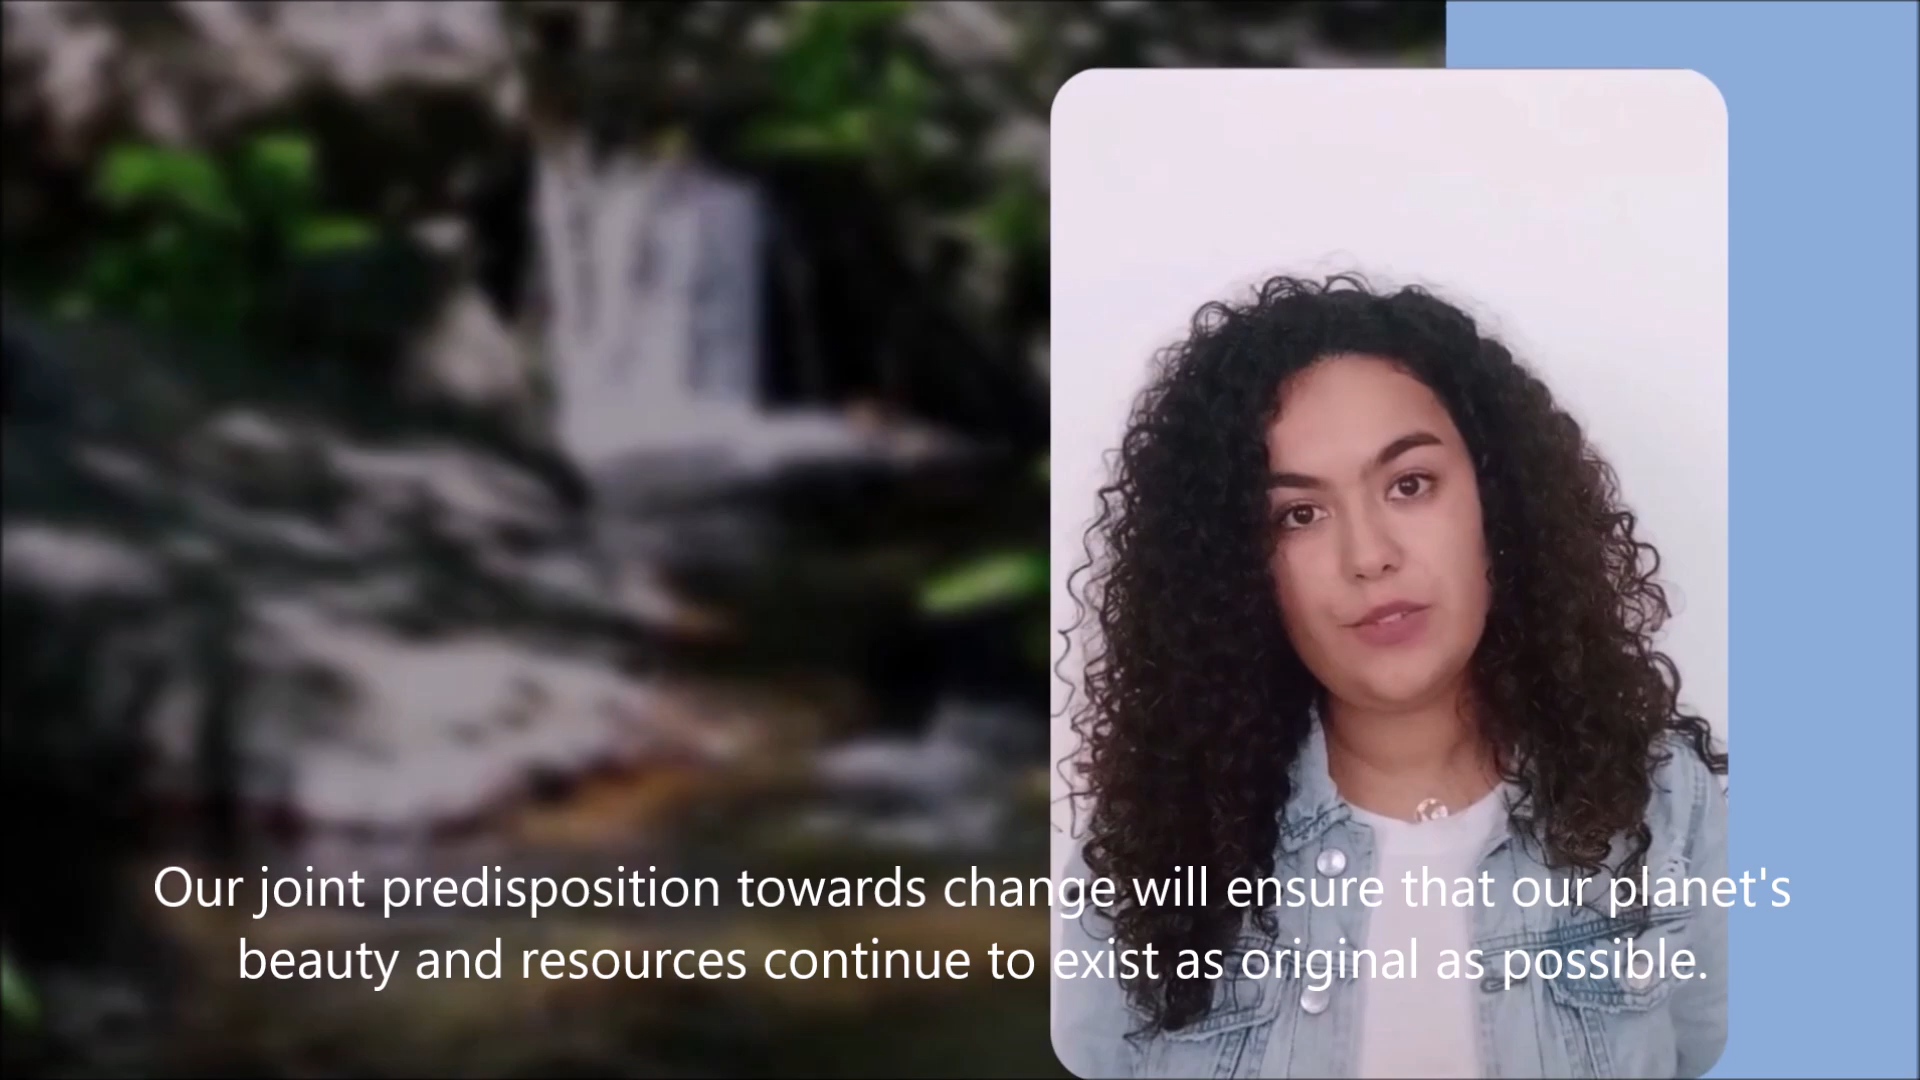 Our joint predisposition towards change will ensure that our planet's
beauty and resources continue to exist as original as possible.